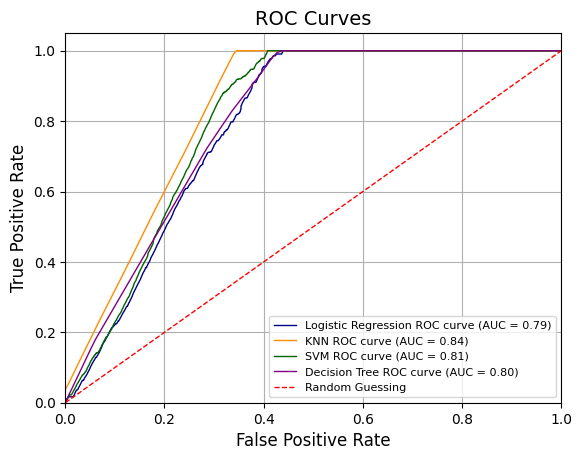 ROC Curves
True Positive Rate
1.0
0.8
0.6
0.4
0.2
0.0
Logistic Regression ROC curve (AUC = 0.79)
KNN ROC curve (AUC = 0.84)
SVM ROC curve (AUC = 0.81)
Decision Tree ROC curve (AUC = 0.80)
Random Guessing
0.0 0.2 0.4 0.6 0.8 1.0
False Positive Rate